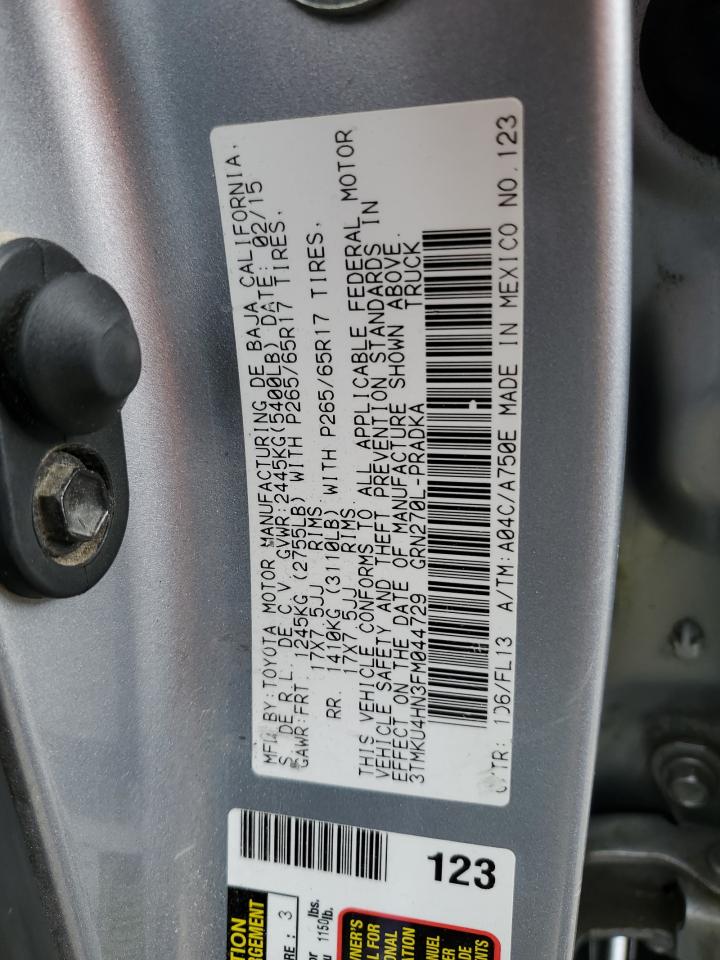 MFD BY:TOYOTA MOTOR MANUFACTURING DE BAJA CALIFORNIA,
S. DE R.L. DE C.V. GVWR:2445KG(5400LB) DATE: 02/15
GAWR:FRT. 1245KG (2755LB) WITH P265/65R17 TIRES,
17X7.5JJ RIMS.
RR. 1410KG (3110LB) WITH P265/65R17 TIRES,
17X7.5JJ RIMS.
THIS VEHICLE CONFORMS TO ALL APPLICABLE FEDERAL MOTOR
VEHICLE SAFETY AND THEFT PREVENTION STANDARDS IN
EFFECT ON THE DATE OF MANUFACTURE SHOWN ABOVE.
3TMKU4HN3FM044729 GRN270L-PRADKA TRUCK
C/TR: 1D6/FL13 A/TM:A04C/A750E MADE IN MEXICO NO.123
123
: 3
lbs.
1150lb.